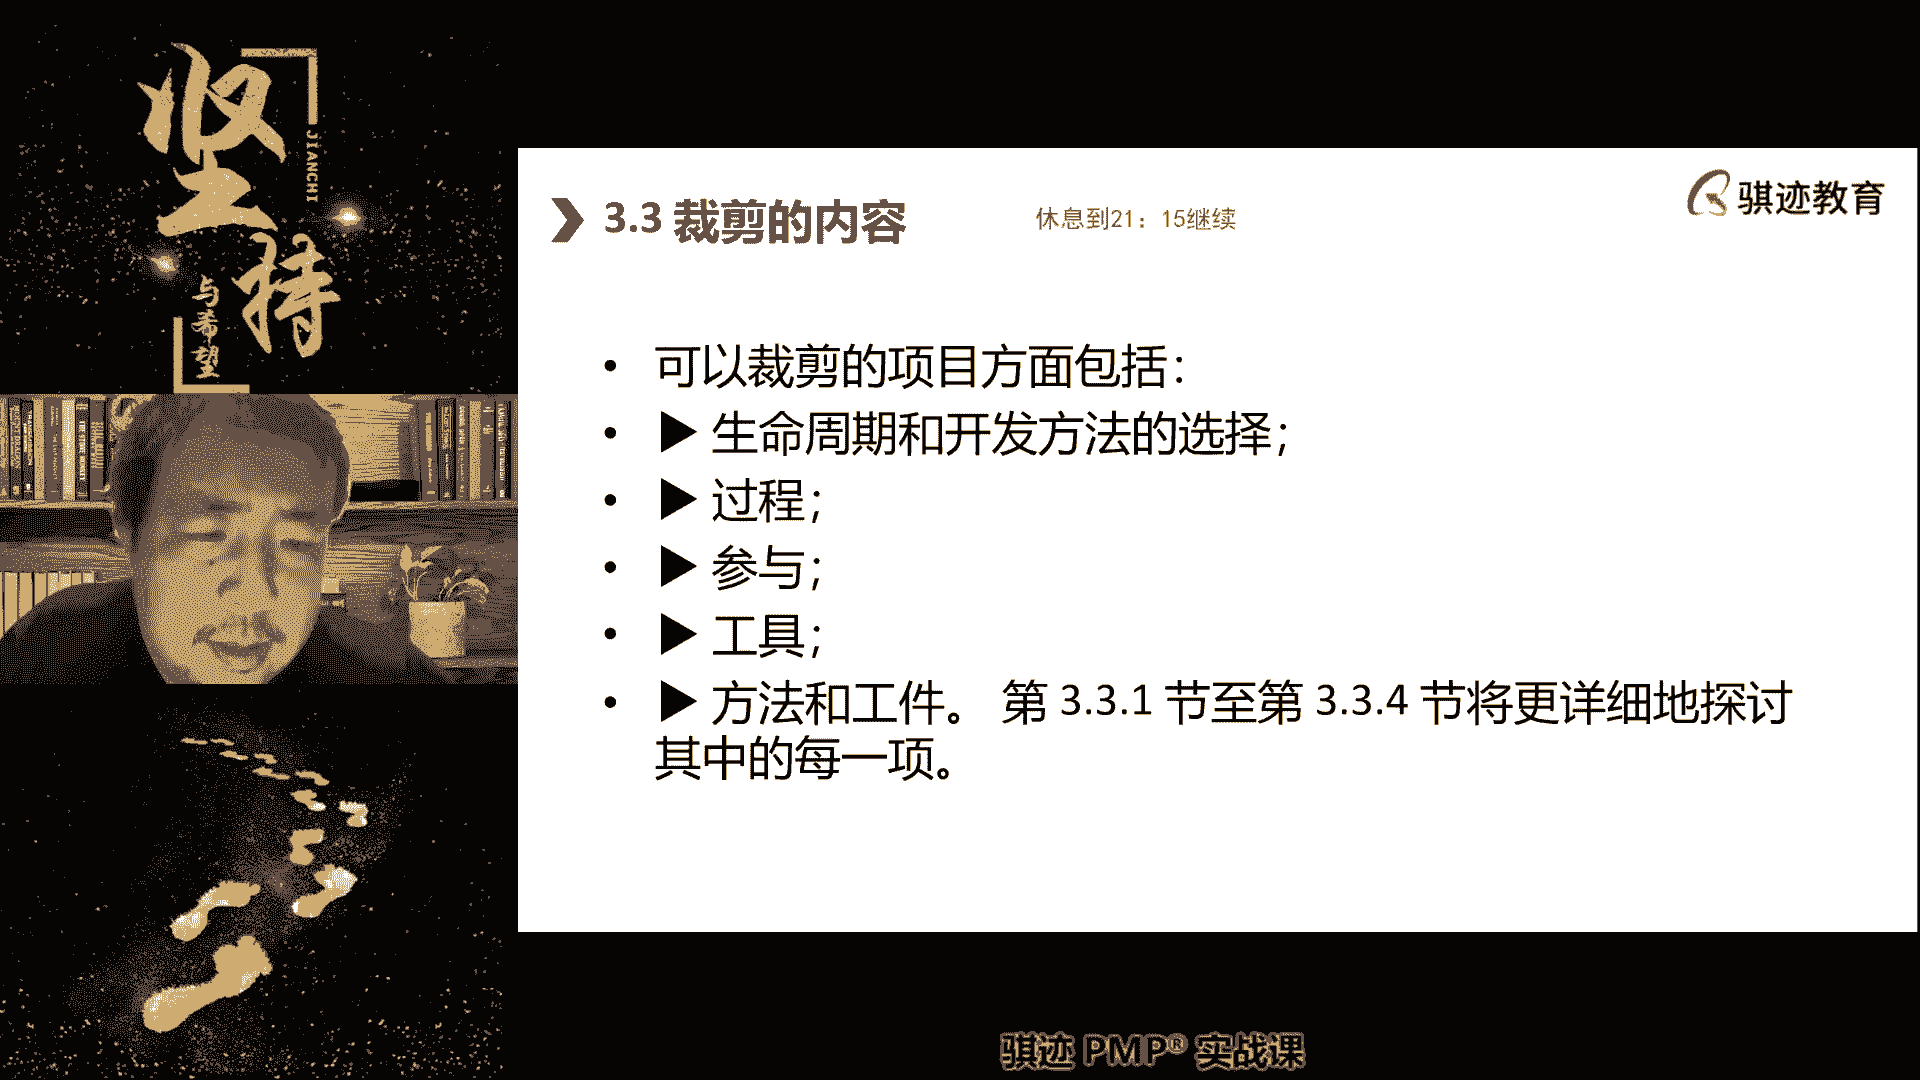 坚持
JIANCHI
与希望
3.3 裁剪的内容
休息到21：15继续
骐迹教育
• 可以裁剪的项目方面包括：
• ▶ 生命周期和开发方法的选择；
• ▶ 过程；
• ▶ 参与；
• ▶ 工具；
• ▶ 方法和工件。 第 3.3.1 节至第 3.3.4 节将更详细地探讨
其中的每一项。
骐迹 PMP® 实战课